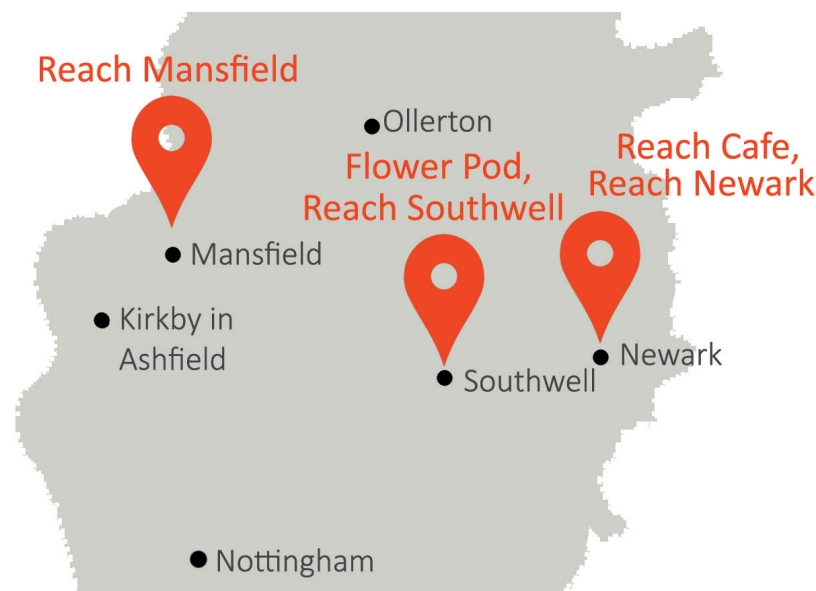 Reach Mansfield
Ollerton
Flower Pod,
Reach Southwell
Reach Cafe,
Reach Newark
Mansfield
Kirkby in
Ashfield
Newark
Southwell
Nottingham